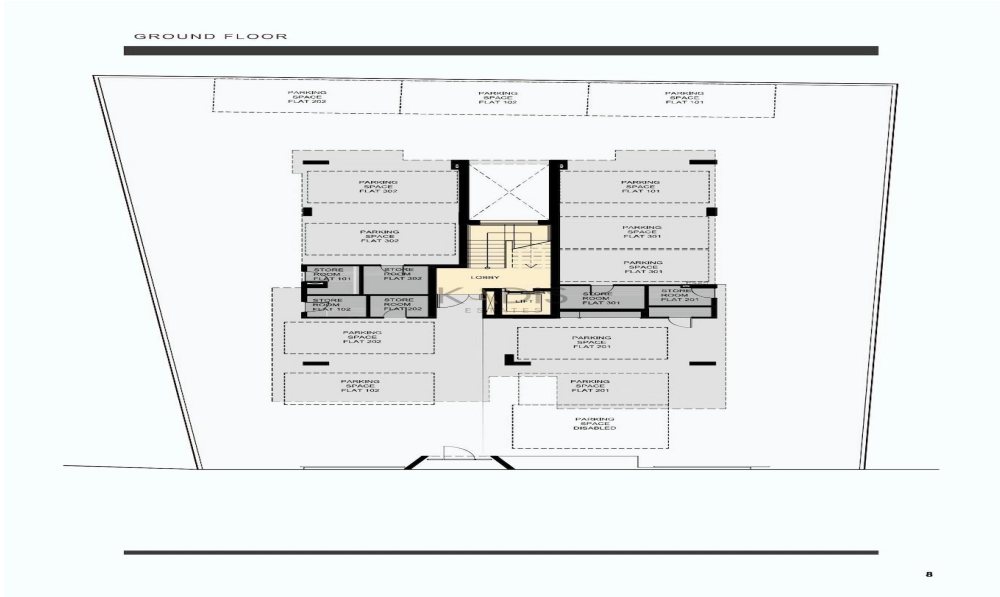 GROUND FLOOR
PARKING
SPACE
FLAT 202
PARKING
SPACE
FLAT 102
PARKING
SPACE
FLAT 101
PARKING
SPACE
FLAT 302
PARKING
SPACE
FLAT 101
PARKING
SPACE
FLAT 302
PARKING
SPACE
FLAT 301
PARKING
SPACE
FLAT 301
STORE
ROOM
FLAT 101
STORE
ROOM
FLAT 302
LOBBY
STORE
ROOM
FLAT 102
STORE
ROOM
FLAT 202
LIFT
STORE
ROOM
FLAT 301
STORE
ROOM
FLAT 201
PARKING
SPACE
FLAT 202
PARKING
SPACE
FLAT 201
PARKING
SPACE
FLAT 102
PARKING
SPACE
FLAT 201
PARKING
SPACE
DISABLED
8